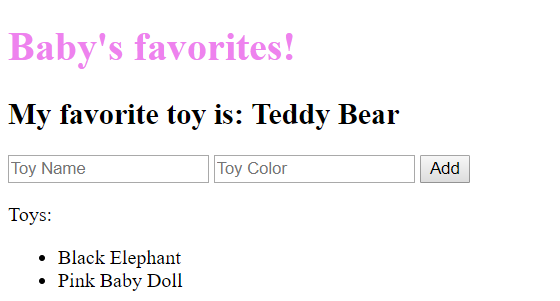 Baby's favorites!
My favorite toy is: Teddy Bear
Toy Name Toy Color Add
Toys:
Black Elephant
Pink Baby Doll